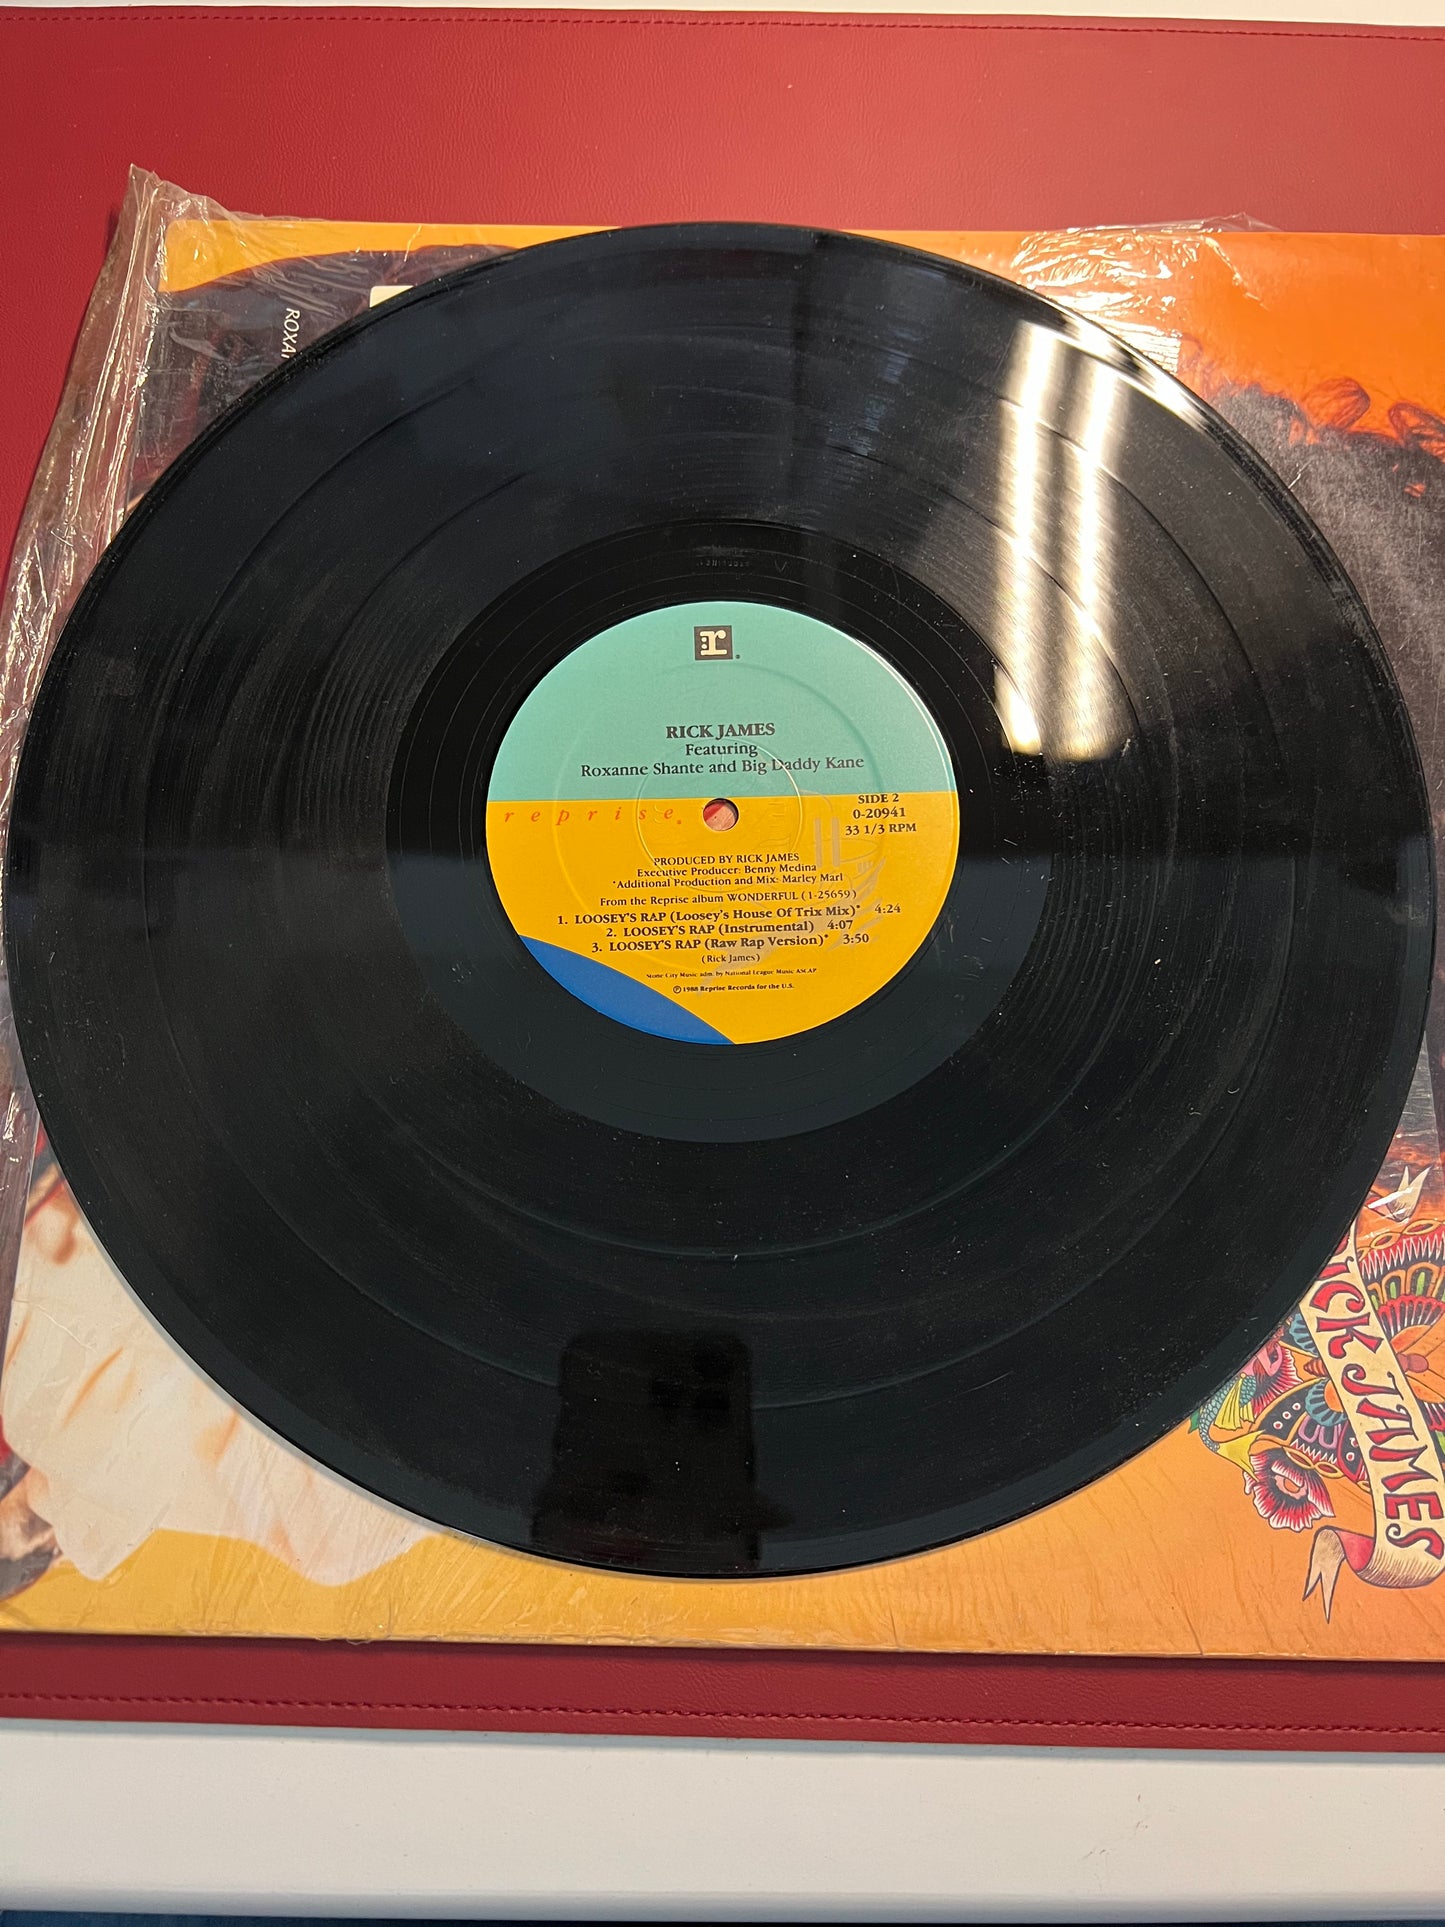 ROXA
r
RICK JAMES
Featuring
Roxanne Shante and Big Daddy Kane
reprise
SIDE 2
0-20941
33 1/3 RPM
PRODUCED BY RICK JAMES
Executive Producer: Benny Medina
*Additional Production and Mix: Marley Marl
From the Reprise album WONDERFUL (1-25659)
1. LOOSEY'S RAP (Loosey's House Of Trix Mix)* 4:24
2. LOOSEY'S RAP (Instrumental) 4:07
3. LOOSEY'S RAP (Raw Rap Version)* 3:50
(Rick James)
Stone City Music adm. by National League Music ASCAP
℗ 1988 Reprise Records for the U.S.
ICK JAMES